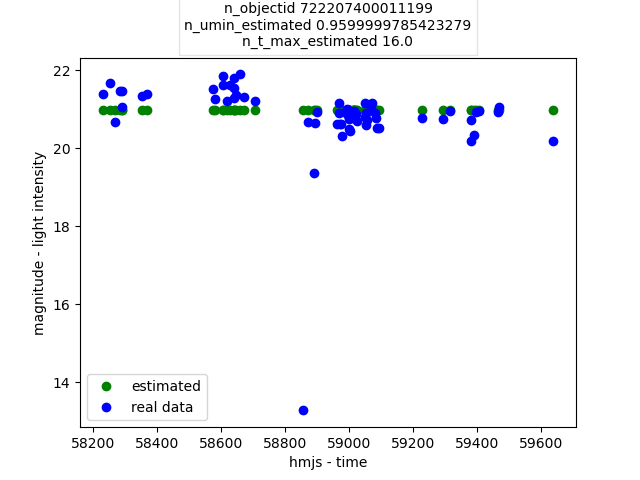 n_objectid 722207400011199
n_umin_estimated 0.9599999785423279
n_t_max_estimated 16.0
22
20
18
16
14
magnitude - light intensity
estimated
real data
58200 58400 58600 58800 59000 59200 59400 59600
hmjs - time